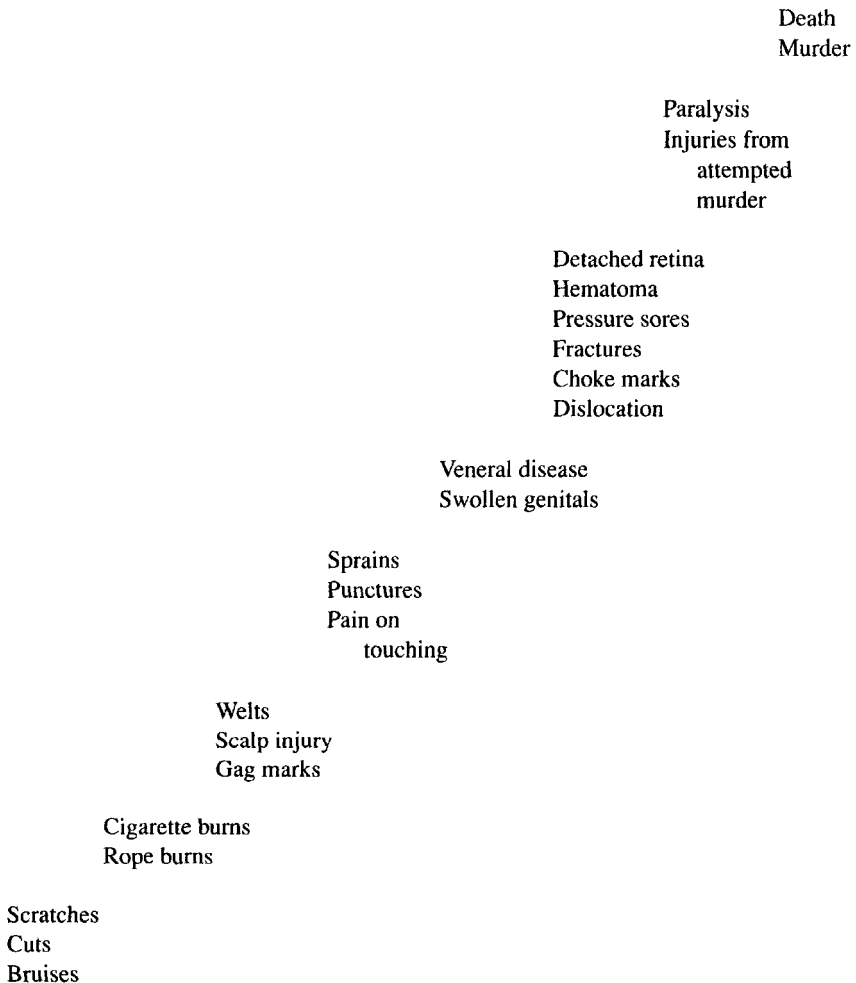 Death
Murder
Paralysis
Injuries from
attempted
murder
Detached retina
Hematoma
Pressure sores
Fractures
Choke marks
Dislocation
Veneral disease
Swollen genitals
Sprains
Punctures
Pain on
touching
Welts
Scalp injury
Gag marks
Cigarette burns
Rope burns
Scratches
Cuts
Bruises